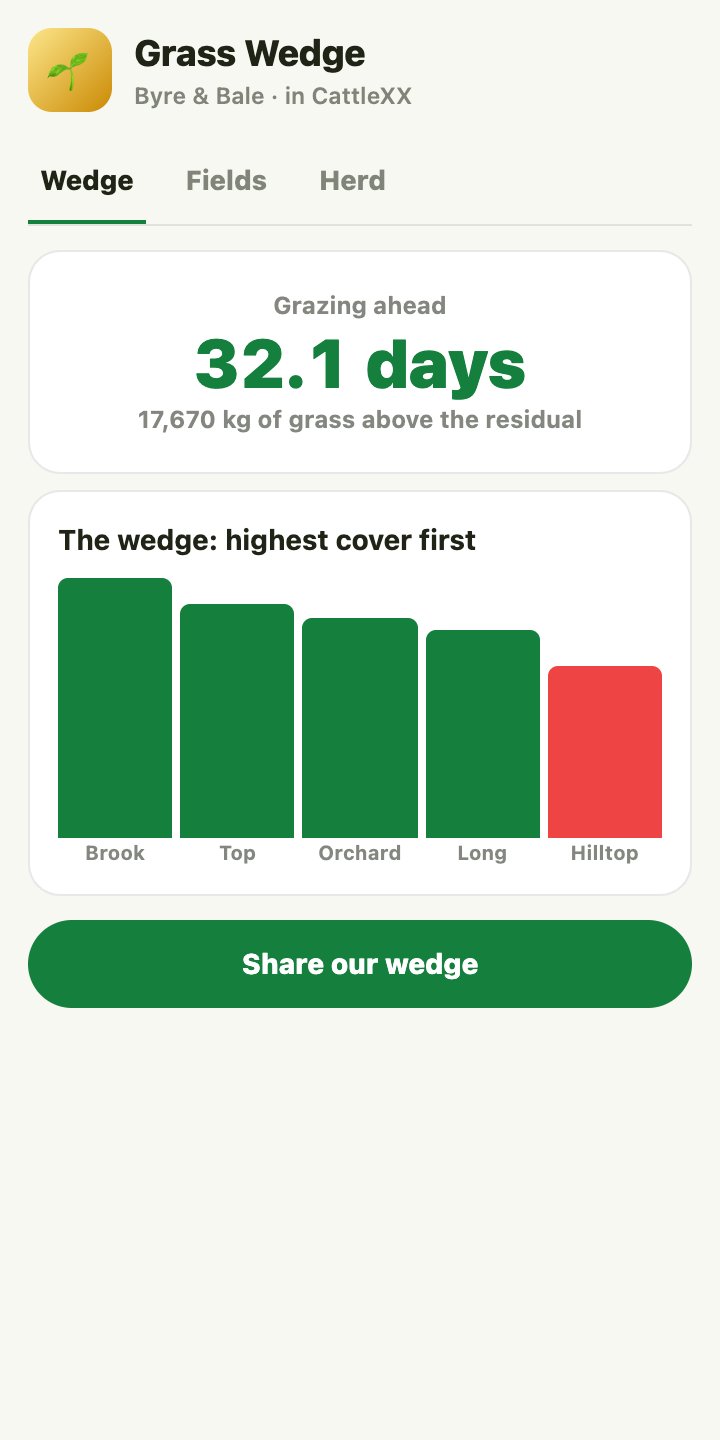 Grass Wedge
Byre & Bale · in CattleXX
Wedge Fields Herd
Grazing ahead
32.1 days
17,670 kg of grass above the residual
The wedge: highest cover first
Brook Top Orchard Long Hilltop
Share our wedge